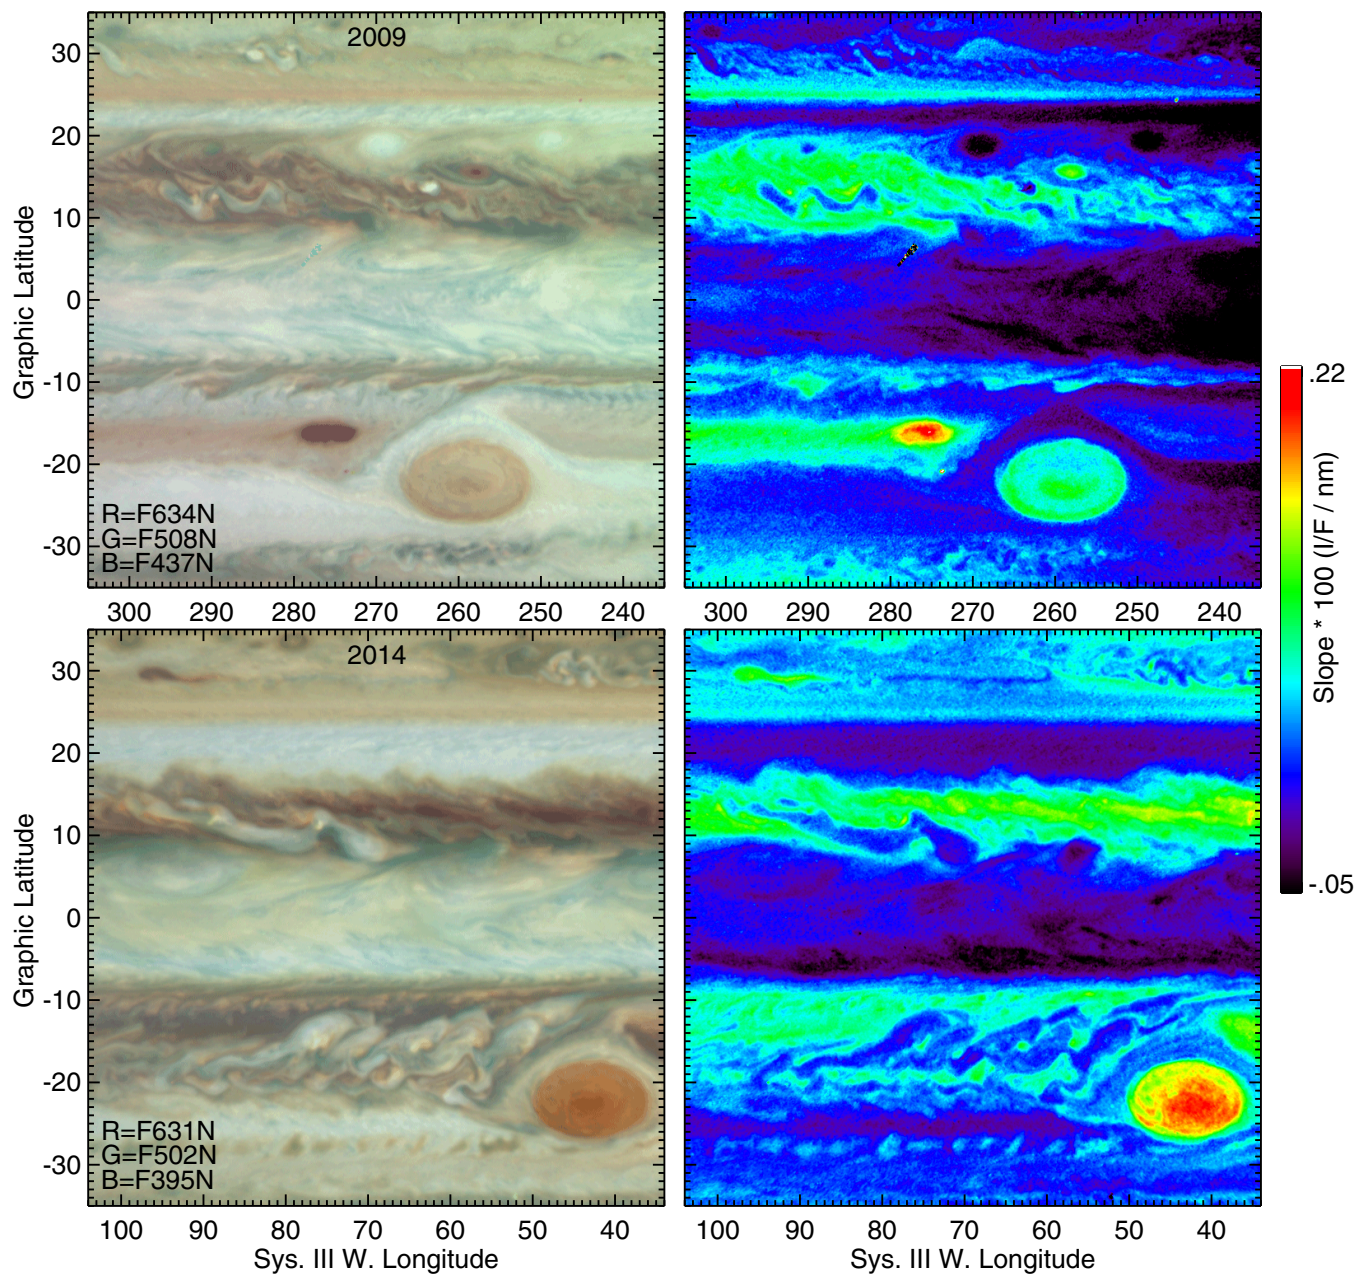 2009
30
20
10
0
-10
-20
-30
Graphic Latitude
R=F634N
G=F508N
B=F437N
300 290 280 270 260 250 240
300 290 280 270 260 250 240
.22
Slope * 100 (I/F / nm)
-.05
2014
30
20
10
0
-10
-20
-30
Graphic Latitude
R=F631N
G=F502N
B=F395N
100 90 80 70 60 50 40
Sys. III W. Longitude
100 90 80 70 60 50 40
Sys. III W. Longitude